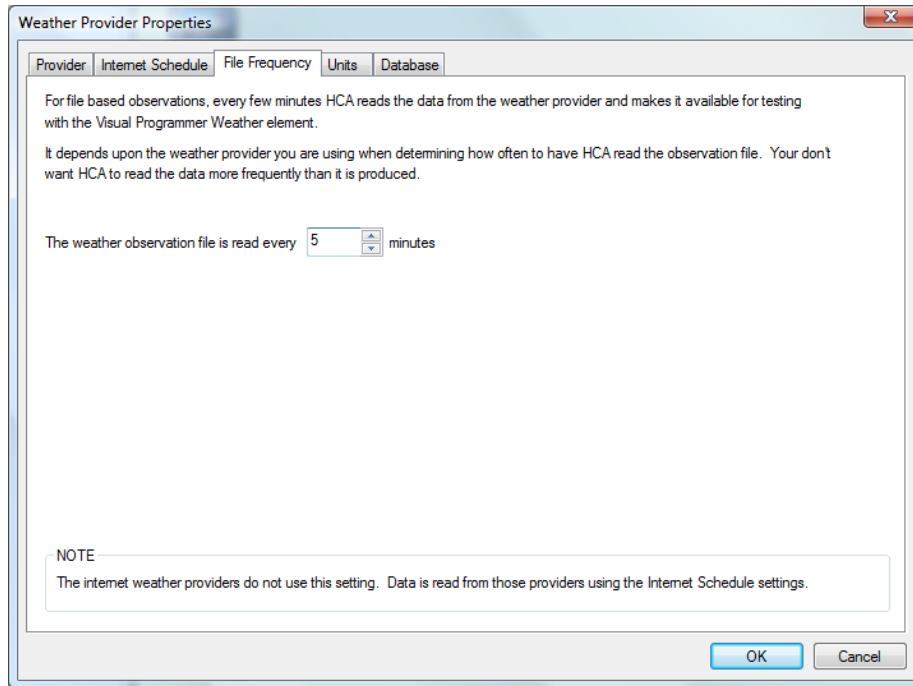 Weather Provider Properties
x
Provider Internet Schedule File Frequency Units Database
For file based observations, every few minutes HCA reads the data from the weather provider and makes it available for testing
with the Visual Programmer Weather element.
It depends upon the weather provider you are using when determining how often to have HCA read the observation file. Your don't
want HCA to read the data more frequently than it is produced.
The weather observation file is read every 5 minutes
NOTE
The internet weather providers do not use this setting. Data is read from those providers using the Internet Schedule settings.
OK Cancel